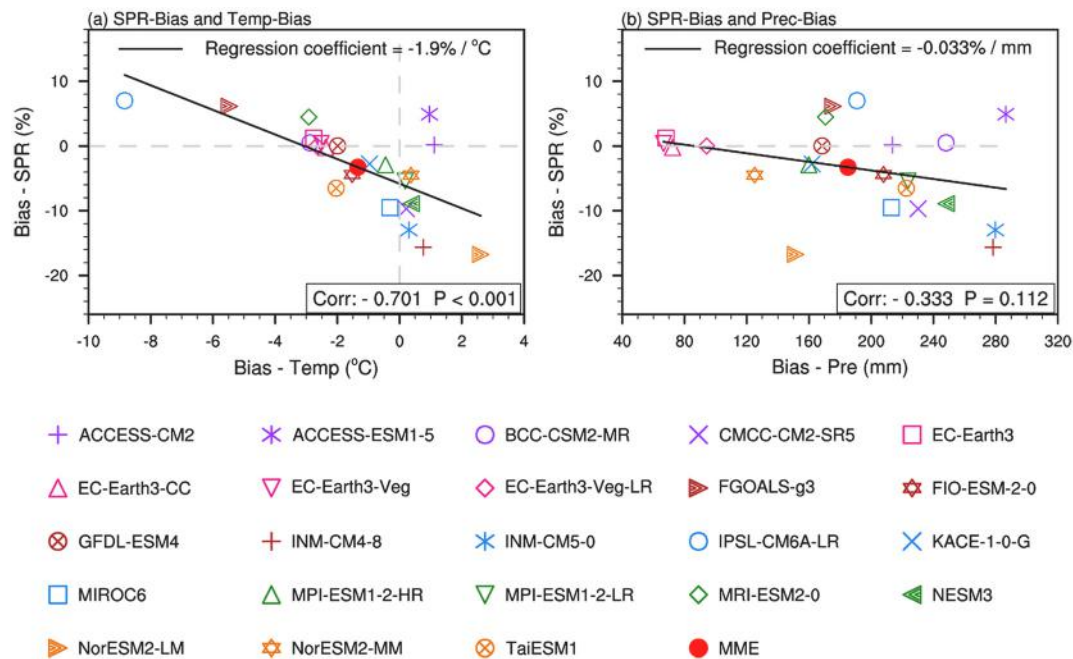 (a) SPR-Bias and Temp-Bias
(b) SPR-Bias and Prec-Bias
Regression coefficient = -1.9% / °C
Regression coefficient = -0.033% / mm
10
0
-10
-20
Bias - SPR (%)
Corr: - 0.701 P < 0.001
-10 -8 -6 -4 -2 0 2 4
Bias - Temp (°C)
10
0
-10
-20
Bias - SPR (%)
Corr: - 0.333 P = 0.112
40 80 120 160 200 240 280 320
Bias - Pre (mm)
ACCESS-CM2 ACCESS-ESM1-5 BCC-CSM2-MR CMCC-CM2-SR5 EC-Earth3
EC-Earth3-CC EC-Earth3-Veg EC-Earth3-Veg-LR FGOALS-g3 FIO-ESM-2-0
GFDL-ESM4 INM-CM4-8 INM-CM5-0 IPSL-CM6A-LR KACE-1-0-G
MIROC6 MPI-ESM1-2-HR MPI-ESM1-2-LR MRI-ESM2-0 NESM3
NorESM2-LM NorESM2-MM TaiESM1 MME